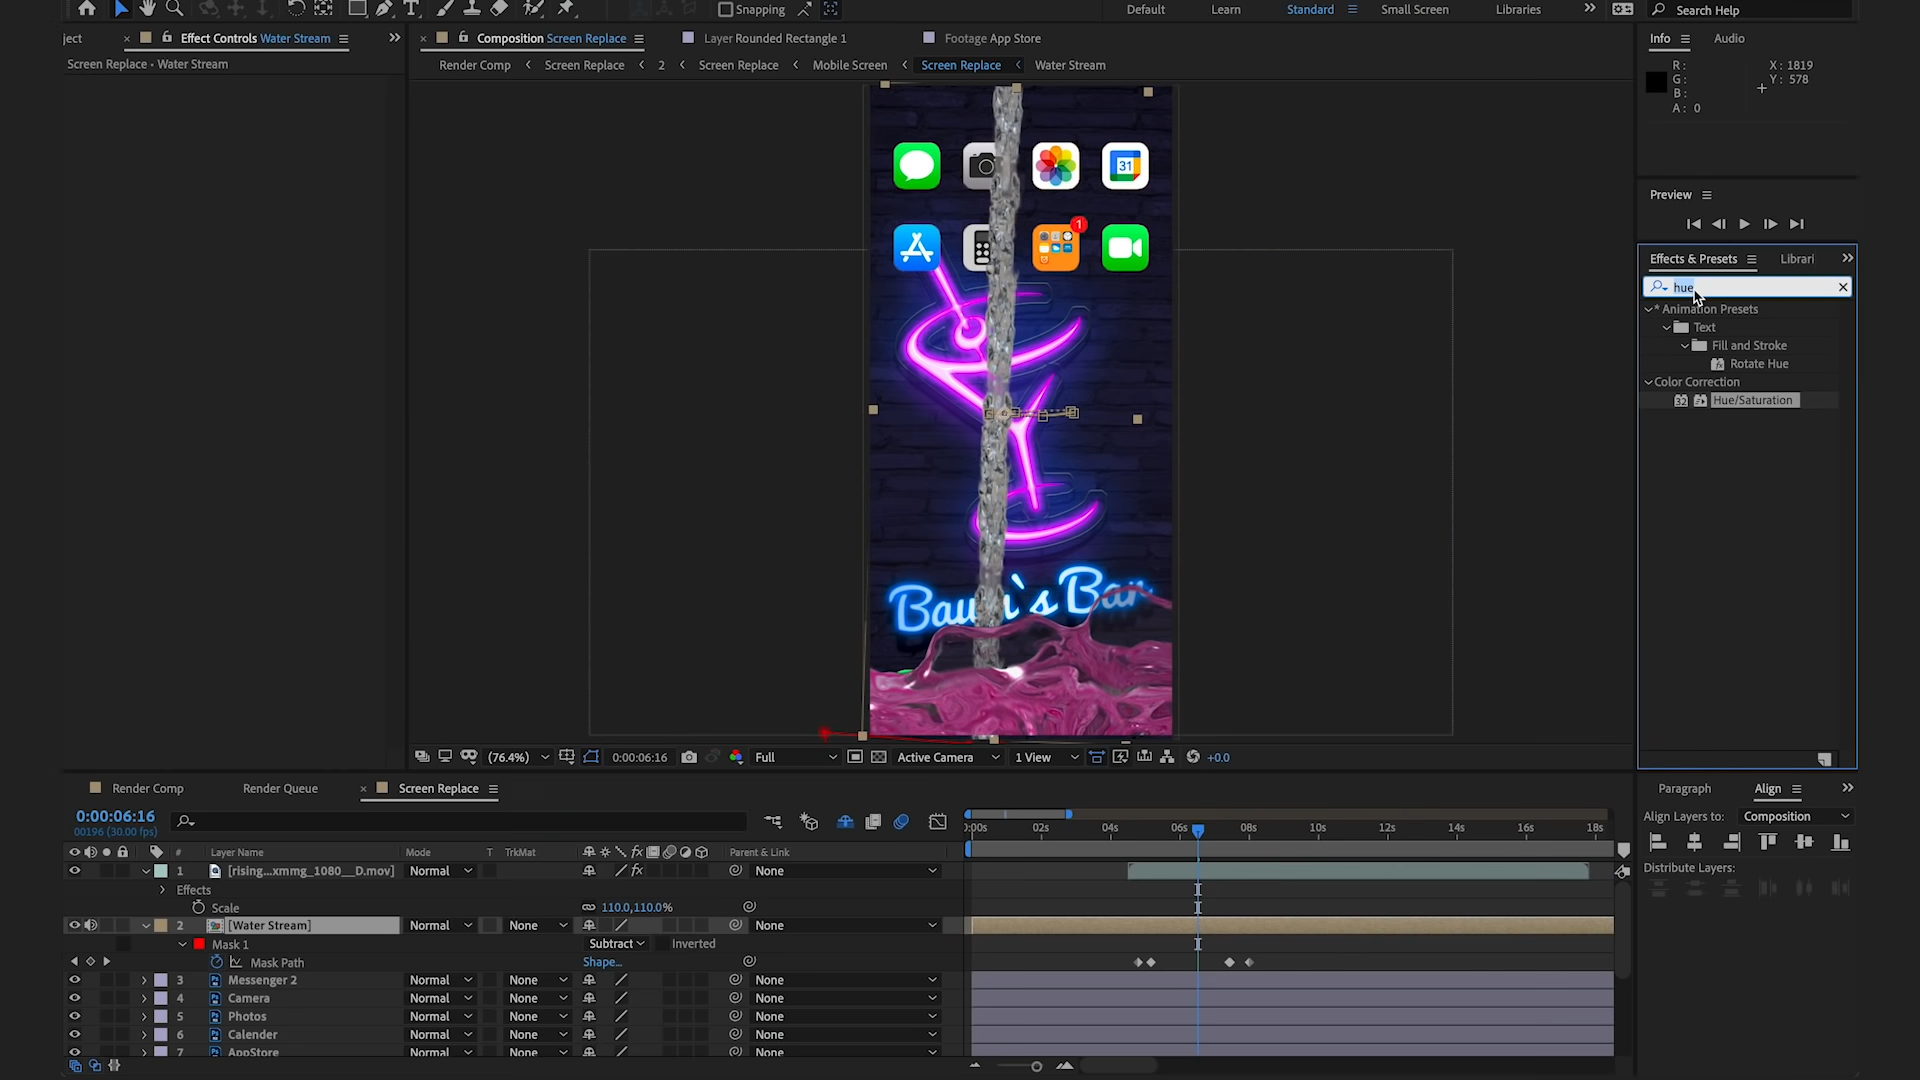 Snapping
Default
Learn
Standard
Small Screen
Libraries
Search Help
ject
Effect Controls Water Stream
Composition Screen Replace
Layer Rounded Rectangle 1
Footage App Store
Info
Audio
Screen Replace • Water Stream
Render Comp
Screen Replace
2
Screen Replace
Mobile Screen
Screen Replace
Water Stream
R :
G :
B :
A : 0
X : 1819
Y : 578
Preview
Effects & Presets
Librari
hue
* Animation Presets
Text
Fill and Stroke
Rotate Hue
Color Correction
32
Hue/Saturation
31
1
(76.4%)
0:00:06:16
Full
Active Camera
1 View
+0.0
Render Comp
Render Queue
Screen Replace
Paragraph
Align
Align Layers to:
Composition
Distribute Layers:
0:00:06:16
00196 (30.00 fps)
):00s
02s
04s
06s
08s
10s
12s
14s
16s
18s
#
Layer Name
Mode
T
TrkMat
fx
Parent & Link
1
[rising...xmmg_1080__D.mov]
Normal
fx
None
Effects
Scale
110.0,110.0%
2
[Water Stream]
Normal
None
None
Mask 1
Subtract
Inverted
Mask Path
Shape...
3
Messenger 2
Normal
None
None
4
Camera
Normal
None
None
5
Photos
Normal
None
None
6
Calender
Normal
None
None
7
AppStore
Normal
None
None